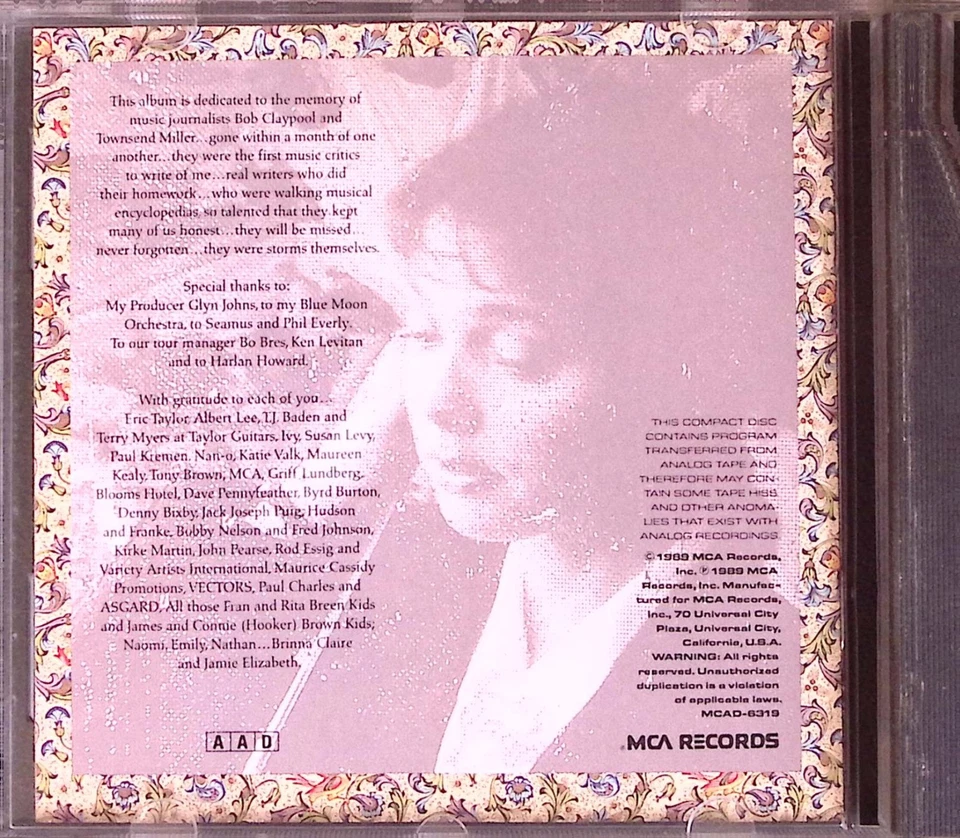 This album is dedicated to the memory of
music journalists Bob Claypool and
Townsend Miller...gone within a month of one
another...they were the first music critics
to write of me...real writers who did
their homework...who were walking musical
encyclopedias, so talented that they kept
many of us honest...they will be missed...
never forgotten...they were storms themselves.
Special thanks to:
My Producer Glyn Johns, to my Blue Moon
Orchestra, to Seamus and Phil Everly.
To our tour manager Bo Bres, Ken Levitan
and to Harlan Howard.
With gratitude to each of you...
Eric Taylor, Albert Lee, T.J. Baden and
Terry Myers at Taylor Guitars, Ivy, Susan Levy,
Paul Kremen, Nan-o, Katie Valk, Maureen
Kealy, Tony Brown, MCA, Griff Lundberg,
Blooms Hotel, Dave Pennyfeather, Byrd Burton,
Denny Bixby, Jack Joseph Puig, Hudson
and Franke, Bobby Nelson and Fred Johnson,
Kirke Martin, John Pearse, Rod Essig and
Variety Artists International, Maurice Cassidy
Promotions, VECTORS, Paul Charles and
ASGARD, All those Fran and Rita Breen Kids
and James and Connie (Hooker) Brown Kids;
Naomi, Emily, Nathan...Brinna Claire
and Jamie Elizabeth.
AAD
THIS COMPACT DISC
CONTAINS PROGRAM
TRANSFERRED FROM
ANALOG TAPE AND
THEREFORE MAY CON-
TAIN SOME TAPE HISS
AND OTHER ANOMA-
LIES THAT EXIST WITH
ANALOG RECORDINGS.
©1989 MCA Records,
Inc. ℗1989 MCA
Records, Inc. Manufac-
tured for MCA Records,
Inc., 70 Universal City
Plaza, Universal City,
California, U.S.A.
WARNING: All rights
reserved. Unauthorized
duplication is a violation
of applicable laws.
MCAD-6319
MCA RECORDS